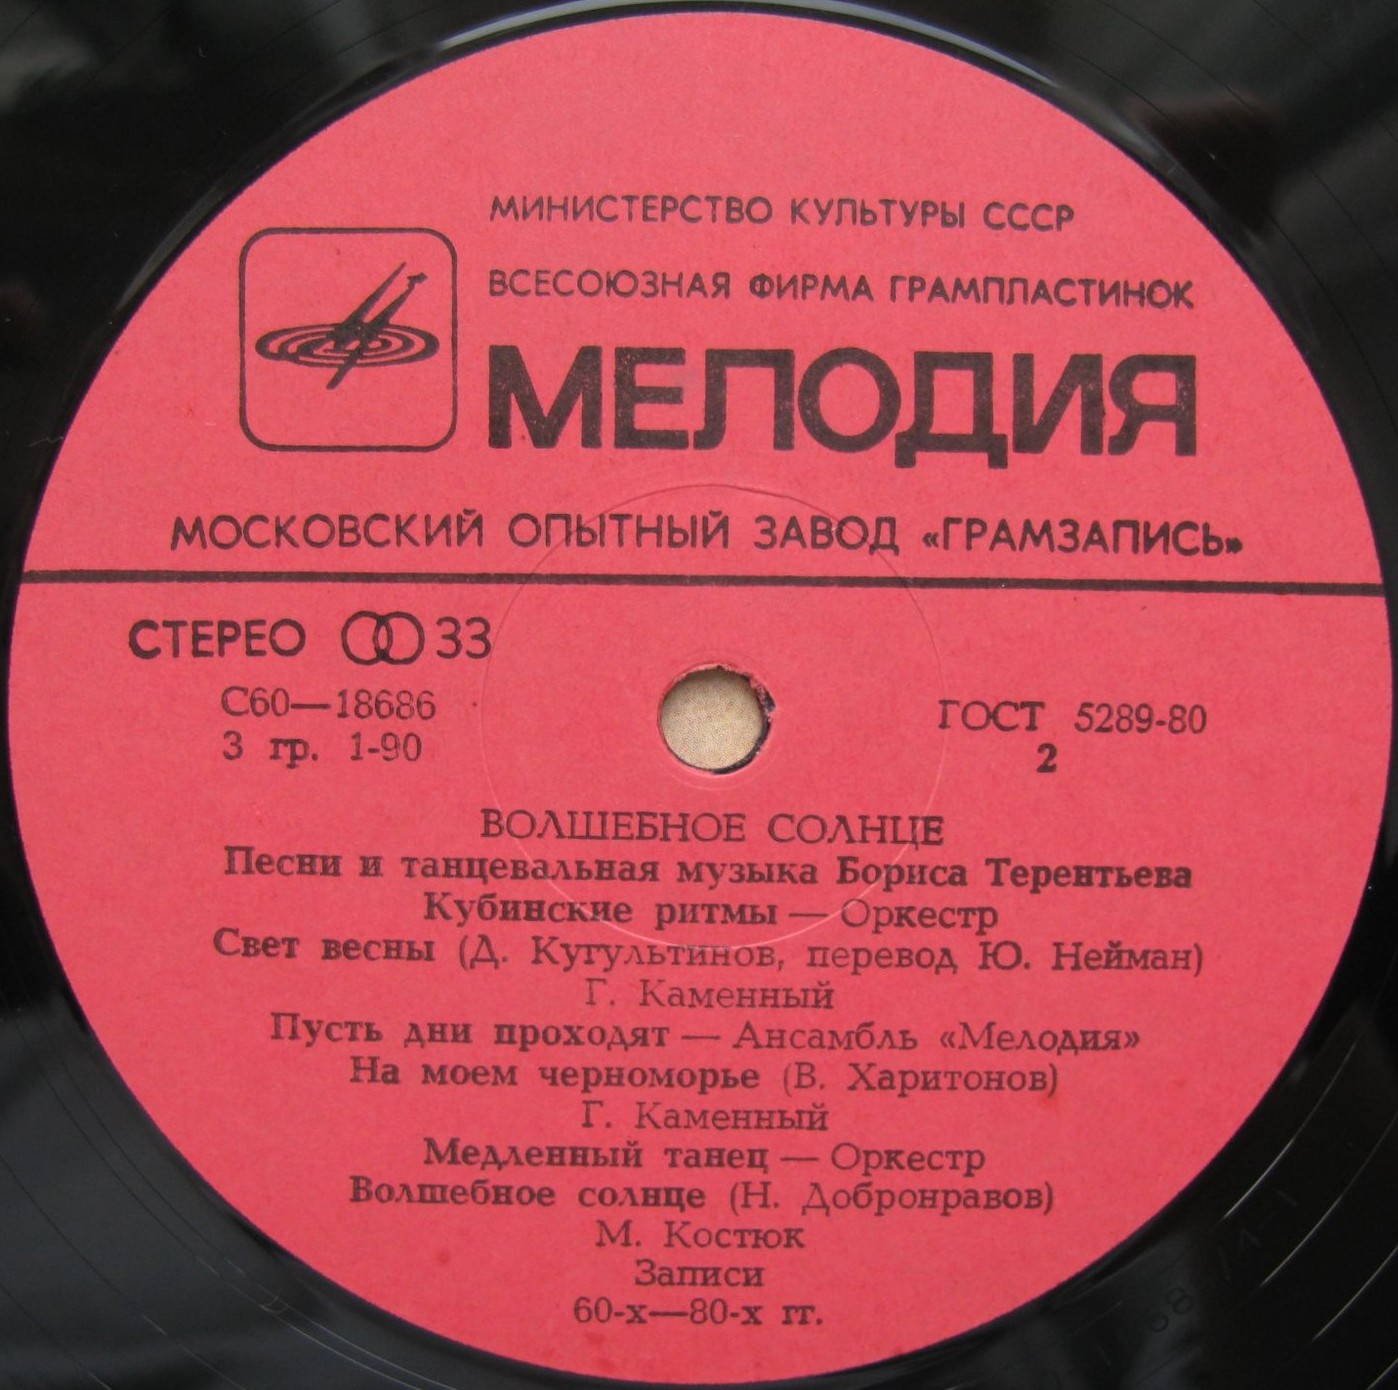 МИНИСТЕРСТВО КУЛЬТУРЫ СССР
ВСЕСОЮЗНАЯ ФИРМА ГРАМПЛАСТИНОК
МЕЛОДИЯ
МОСКОВСКИЙ ОПЫТНЫЙ ЗАВОД «ГРАМЗАПИСЬ»
СТЕРЕО 33
С60—18686
3 гр. 1-90
ГОСТ 5289-80
2
ВОЛШЕБНОЕ СОЛНЦЕ
Песни и танцевальная музыка Бориса Терентьева
Кубинские ритмы — Оркестр
Свет весны (Д. Кугультинов, перевод Ю. Нейман)
Г. Каменный
Пусть дни проходят — Ансамбль «Мелодия»
На моем черноморье (В. Харитонов)
Г. Каменный
Медленный танец — Оркестр
Волшебное солнце (Н. Добронравов)
М. Костюк
Записи
60-х—80-х гг.